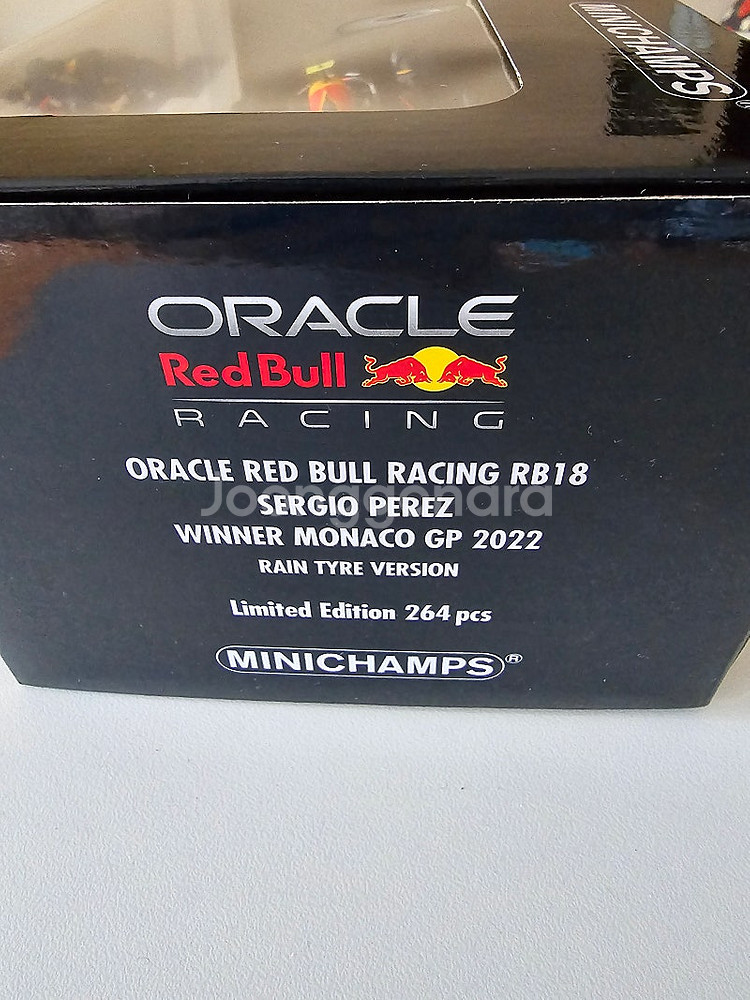 MINICHAMPS®
ORACLE
Red Bull
RACING
ORACLE RED BULL RACING RB18
Joonggonara
SERGIO PEREZ
WINNER MONACO GP 2022
RAIN TYRE VERSION
Limited Edition 264 pcs
MINICHAMPS®